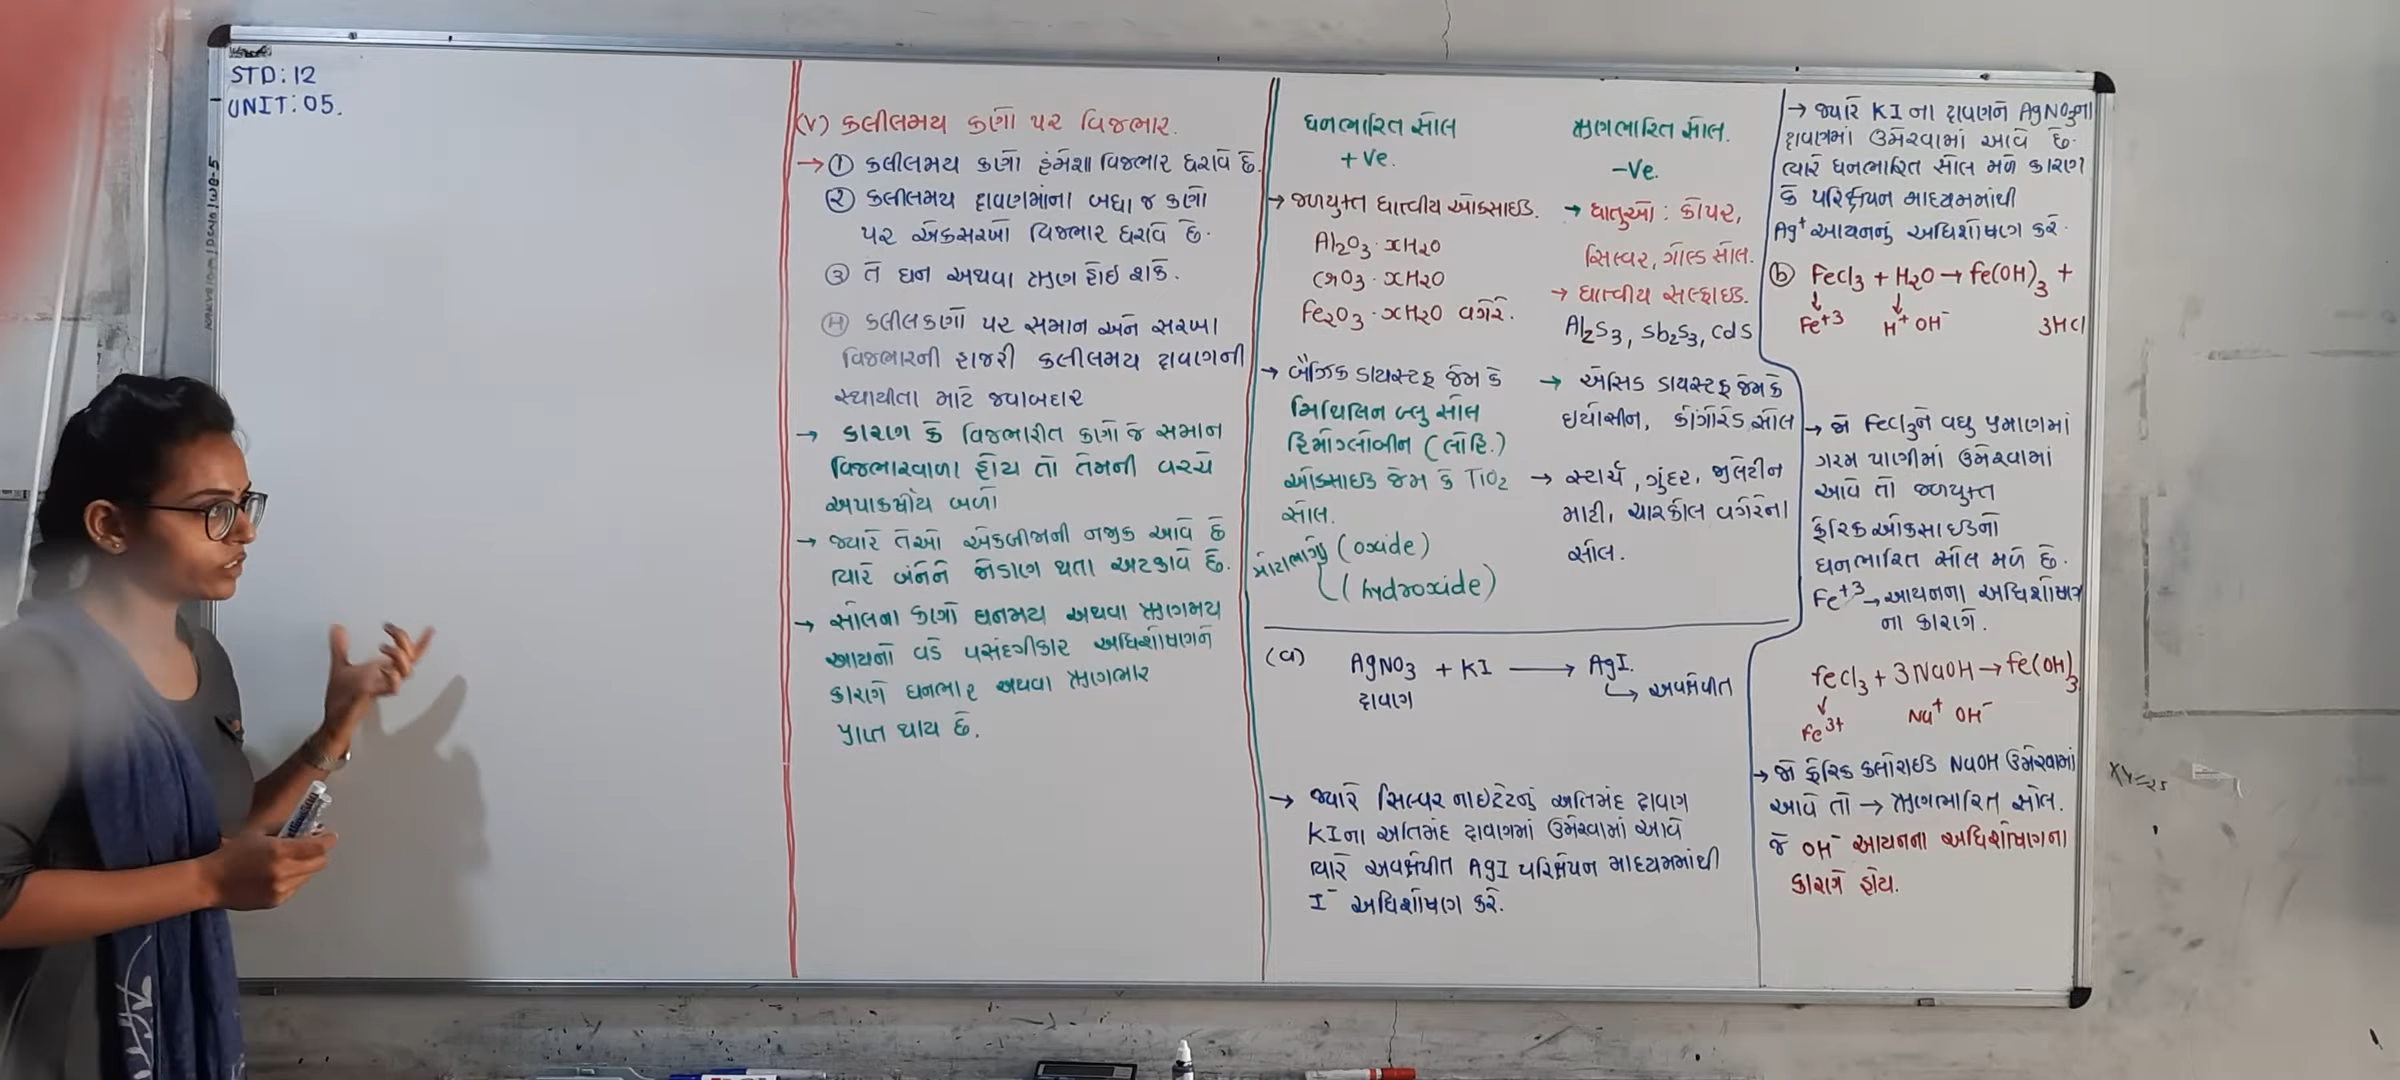 STD: 12
UNIT: 05.
(V) કલીલમય કણો પર વિજભાર.
→ ① કલીલમય કણો હંમેશા વિજભાર ધરાવે છે.
② કલીલમય દ્રાવણમાંના બધા જ કણો
પર એકસરખો વિજભાર ધરાવે છે.
③ તે ઘન અથવા ઋણ હોઇ શકે.
④ કલીલકણો પર સમાન અને સરખા
વિજભારની હાજરી કલીલમય દ્રાવણની
સ્થાયીતા માટે જવાબદાર
→ કારણ કે વિજભારીત કણો જે સમાન
વિજભારવાળા હોય તો તેમની વચ્ચે
અપાકર્ષીય બળો
→ જ્યારે તેઓ એકબીજાની નજીક આવે છે
ત્યારે બંનેને જોડાણ થતા અટકાવે છે.
→ સોલના કણો ઘનમય અથવા ઋણમય
આયનો વડે પસંદગીકાર અધિશોષણને
કારણે ઘનભાર અથવા ઋણભાર
પ્રાપ્ત થાય છે.
ઘનભારિત સોલ
+ve.
→ જળયુક્ત ધાત્વીય ઓક્સાઇડ.
Al₂O₃·xH₂O
CrO₃·xH₂O
Fe₂O₃·xH₂O વગેરે.
→ બૈઝિક ડાયસ્ટફ જેમ કે
મિથિલિન બ્લુ સોલ
હિમોગ્લોબીન (લોહિ.)
ઓક્સાઇડ જેમ કે TiO₂
સોલ.
મોટાભાગે (oxide)
(hydroxide)
ઋણભારિત સોલ.
-ve.
→ ધાતુઓ : કોપર,
સિલ્વર, ગોલ્ડ સોલ.
→ ધાત્વીય સલ્ફાઇડ.
Al₂S₃, Sb₂S₃, CdS
→ એસિડ ડાયસ્ટફ જેમ કે
ઇયોસીન, કોંગોરેડ સોલ
→ સ્ટાર્ચ, ગુંદર, જીલેટીન
માટી, ચારકોલ વગેરેના
સોલ.
(a) AgNO₃ + KI ⟶ AgI.
દ્રાવણ ↳ અવક્ષેપીત
→ જ્યારે સિલ્વર નાઇટ્રેટનું અતિમંદ દ્રાવણ
KI ના અતિમંદ દ્રાવણમાં ઉમેરવામાં આવે
ત્યારે અવક્ષેપીત AgI પરિક્ષેપન માધ્યમમાંથી
I⁻ અધિશોષણ કરે.
→ જ્યારે KI ના દ્રાવણને AgNO₃ના
દ્રાવણમાં ઉમેરવામાં આવે છે.
ત્યારે ઘનભારિત સોલ મળે કારણ
કે પરિક્ષેપન માધ્યમમાંથી
Ag⁺ આયનનું અધિશોષણ કરે.
ⓑ FeCl₃ + H₂O → Fe(OH)₃ +
↓ ↓
Fe⁺³ H⁺ OH⁻ 3HCl
→ જો FeCl₃ને વધુ પ્રમાણમાં
ગરમ પાણીમાં ઉમેરવામાં
આવે તો જળયુક્ત
ફેરિક ઓક્સાઇડનો
ઘનભારિત સોલ મળે છે.
Fe⁺³ → આયનના અધિશોષણ
ના કારણે.
FeCl₃ + 3NaOH → Fe(OH)₃
↓
Fe³⁺ Na⁺ OH⁻
→ જો ફેરિક ક્લોરાઇડ NaOH ઉમેરવામાં
આવે તો → ઋણભારિત સોલ.
જે OH⁻ આયનના અધિશોષણના
કારણે હોય.